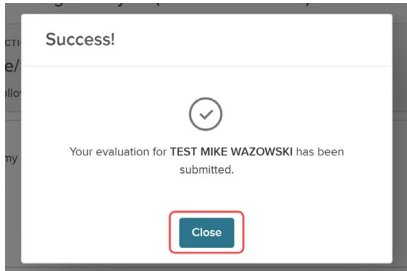 Success!
Your evaluation for TEST MIKE WAZOWSKI has been
submitted.
Close